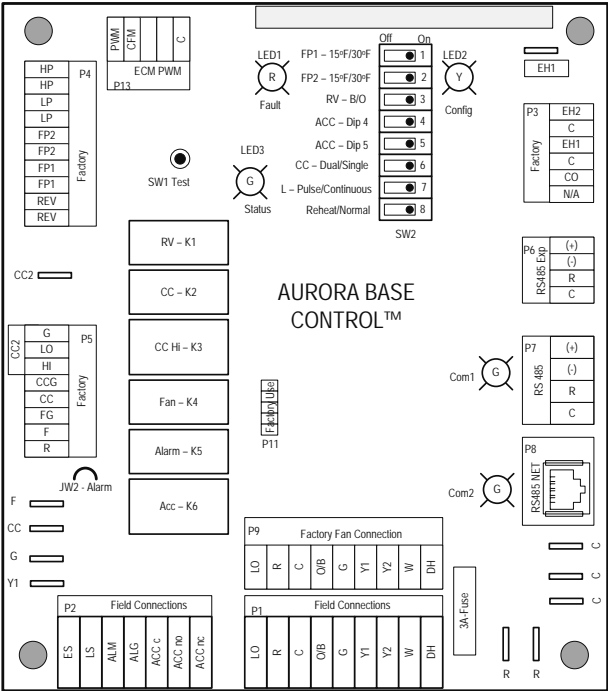 PWM
CFM
C
ECM PWM
P13
Off
On
LED1
R
Fault
FP1 – 15ºF/30ºF
1
FP2 – 15ºF/30ºF
2
RV – B/O
3
ACC – Dip 4
4
ACC – Dip 5
5
CC – Dual/Single
6
L – Pulse/Continuous
7
Reheat/Normal
8
SW2
LED2
Y
Config
EH1
HP
HP
LP
LP
FP2
FP2
FP1
FP1
REV
REV
P4
Factory
SW1 Test
LED3
G
Status
P3
Factory
EH2
C
EH1
C
CO
N/A
RV – K1
CC – K2
CC Hi – K3
Fan – K4
Alarm – K5
Acc – K6
CC2
AURORA BASE
CONTROL™
P6
RS485 Exp
(+)
(-)
R
C
CC2
G
LO
HI
CCG
CC
FG
F
R
P5
Factory
JW2 - Alarm
Factory Use
P11
Com1
G
P7
RS 485
(+)
(-)
R
C
Com2
G
P8
RS485 NET
F
CC
G
Y1
P9
Factory Fan Connection
LO
R
C
O/B
G
Y1
Y2
W
DH
P2
Field Connections
ES
LS
ALM
ALG
ACC c
ACC no
ACC nc
P1
Field Connections
LO
R
C
O/B
G
Y1
Y2
W
DH
3A-Fuse
C
C
C
R
R